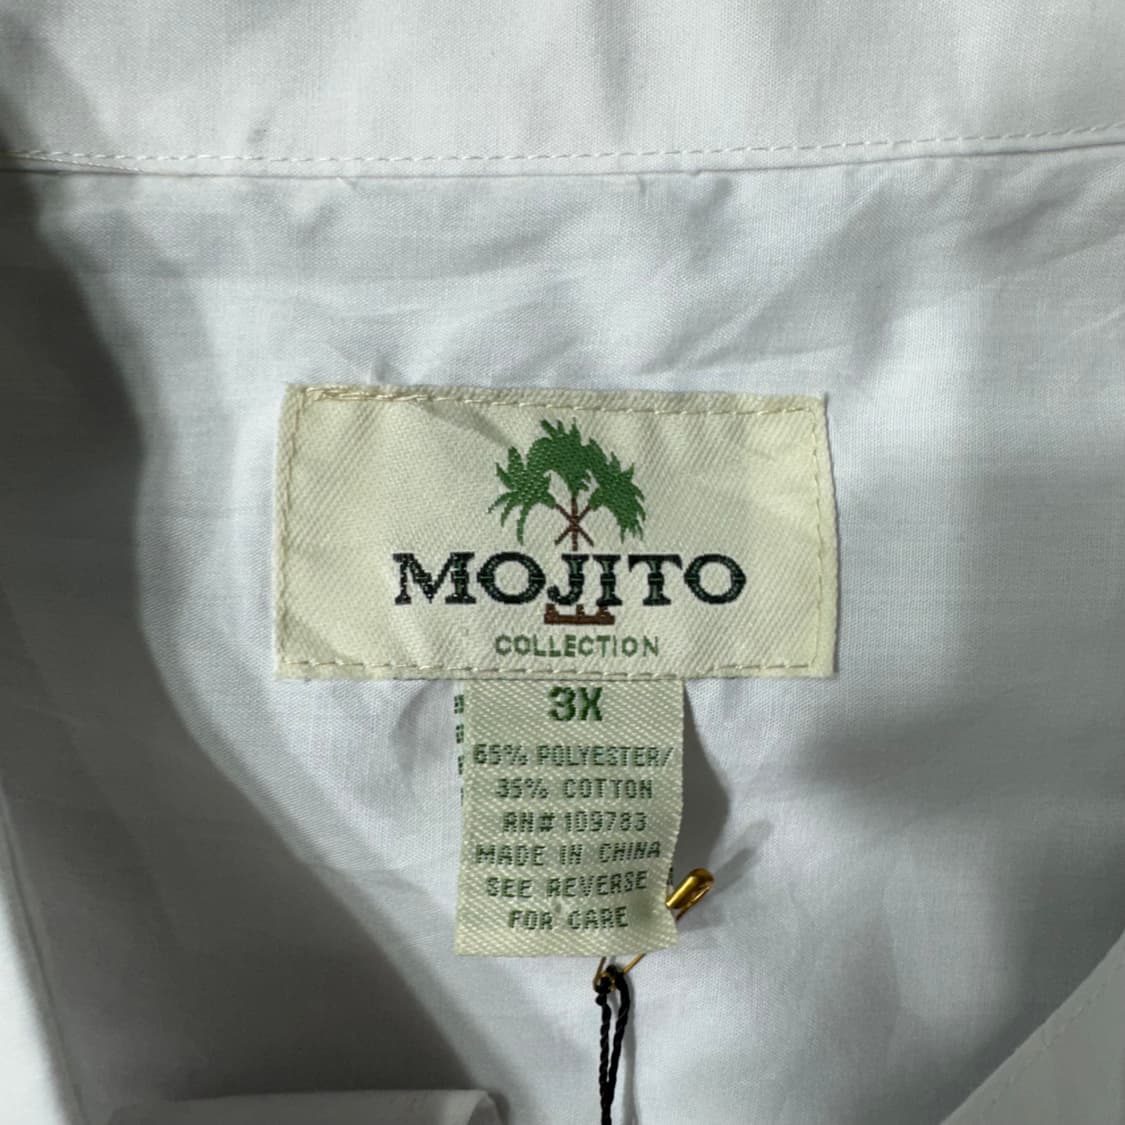 MOJITO
COLLECTION
3X
65% POLYESTER/
35% COTTON
RN# 109783
MADE IN CHINA
SEE REVERSE
FOR CARE